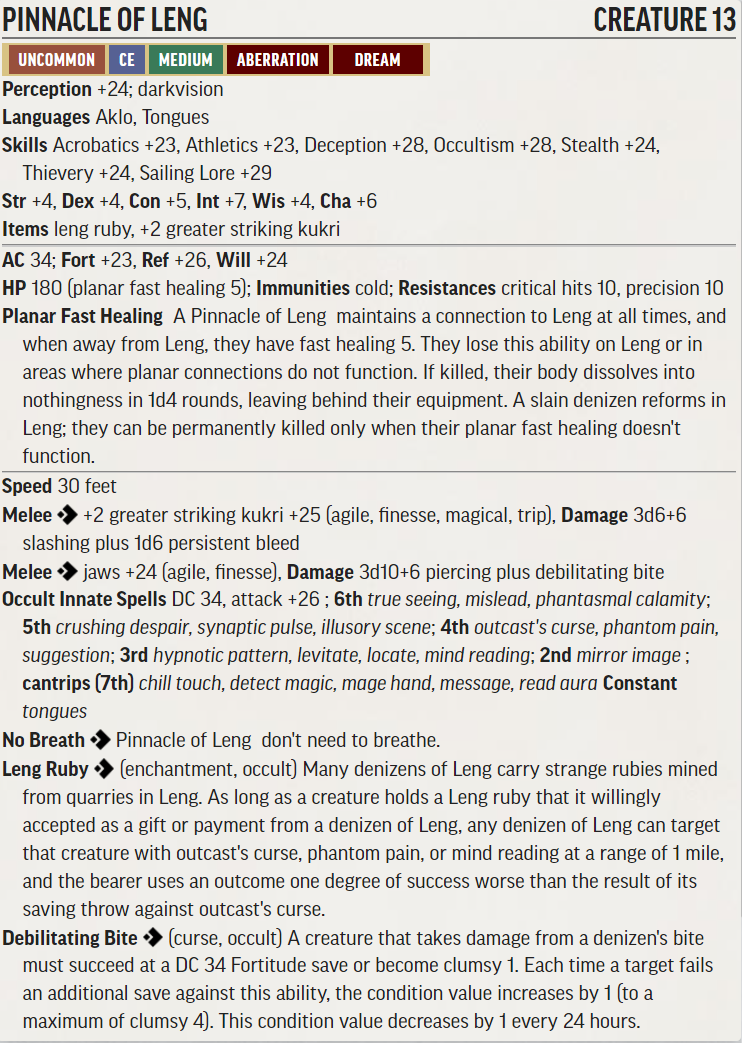 PINNACLE OF LENG CREATURE 13
UNCOMMON CE MEDIUM ABERRATION DREAM
Perception +24; darkvision
Languages Aklo, Tongues
Skills Acrobatics +23, Athletics +23, Deception +28, Occultism +28, Stealth +24,
Thievery +24, Sailing Lore +29
Str +4, Dex +4, Con +5, Int +7, Wis +4, Cha +6
Items leng ruby, +2 greater striking kukri
AC 34; Fort +23, Ref +26, Will +24
HP 180 (planar fast healing 5); Immunities cold; Resistances critical hits 10, precision 10
Planar Fast Healing A Pinnacle of Leng maintains a connection to Leng at all times, and
when away from Leng, they have fast healing 5. They lose this ability on Leng or in
areas where planar connections do not function. If killed, their body dissolves into
nothingness in 1d4 rounds, leaving behind their equipment. A slain denizen reforms in
Leng; they can be permanently killed only when their planar fast healing doesn't
function.
Speed 30 feet
Melee +2 greater striking kukri +25 (agile, finesse, magical, trip), Damage 3d6+6
slashing plus 1d6 persistent bleed
Melee jaws +24 (agile, finesse), Damage 3d10+6 piercing plus debilitating bite
Occult Innate Spells DC 34, attack +26 ; 6th true seeing, mislead, phantasmal calamity;
5th crushing despair, synaptic pulse, illusory scene; 4th outcast's curse, phantom pain,
suggestion; 3rd hypnotic pattern, levitate, locate, mind reading; 2nd mirror image ;
cantrips (7th) chill touch, detect magic, mage hand, message, read aura Constant
tongues
No Breath Pinnacle of Leng don't need to breathe.
Leng Ruby (enchantment, occult) Many denizens of Leng carry strange rubies mined
from quarries in Leng. As long as a creature holds a Leng ruby that it willingly
accepted as a gift or payment from a denizen of Leng, any denizen of Leng can target
that creature with outcast's curse, phantom pain, or mind reading at a range of 1 mile,
and the bearer uses an outcome one degree of success worse than the result of its
saving throw against outcast's curse.
Debilitating Bite (curse, occult) A creature that takes damage from a denizen's bite
must succeed at a DC 34 Fortitude save or become clumsy 1. Each time a target fails
an additional save against this ability, the condition value increases by 1 (to a
maximum of clumsy 4). This condition value decreases by 1 every 24 hours.